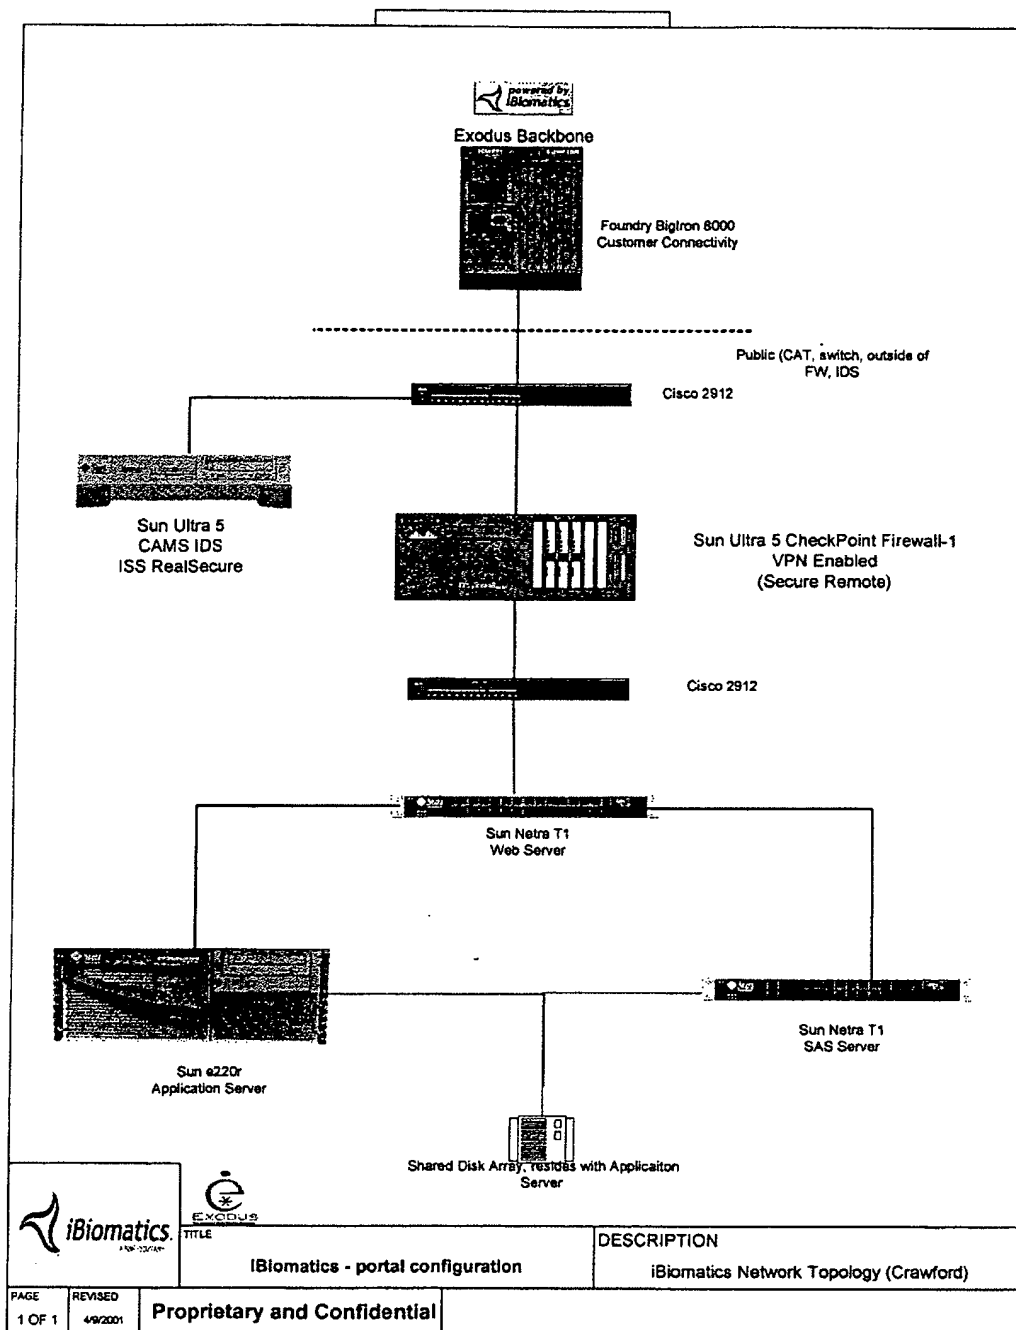 powered by
iBiomatics
Exodus Backbone
Foundry BigIron 8000
Customer Connectivity
Public (CAT, switch, outside of
FW, IDS
Cisco 2912
Sun Ultra 5
CAMS IDS
ISS RealSecure
Sun Ultra 5 CheckPoint Firewall-1
VPN Enabled
(Secure Remote)
Cisco 2912
Sun Netra T1
Web Server
Sun e220r
Application Server
Sun Netra T1
SAS Server
Shared Disk Array, resides with Applicaiton
Server
iBiomatics.
EXODUS
TITLE
iBiomatics - portal configuration
DESCRIPTION
iBiomatics Network Topology (Crawford)
PAGE
1 OF 1
REVISED
4/9/2001
Proprietary and Confidential